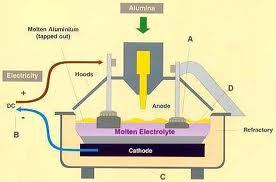 Alumina
Molten Aluminium
(tapped out)
A
Electricity
Hoods
+
DC
-
B
Anode
D
Refractory
Molten Electrolyte
Cathode
C